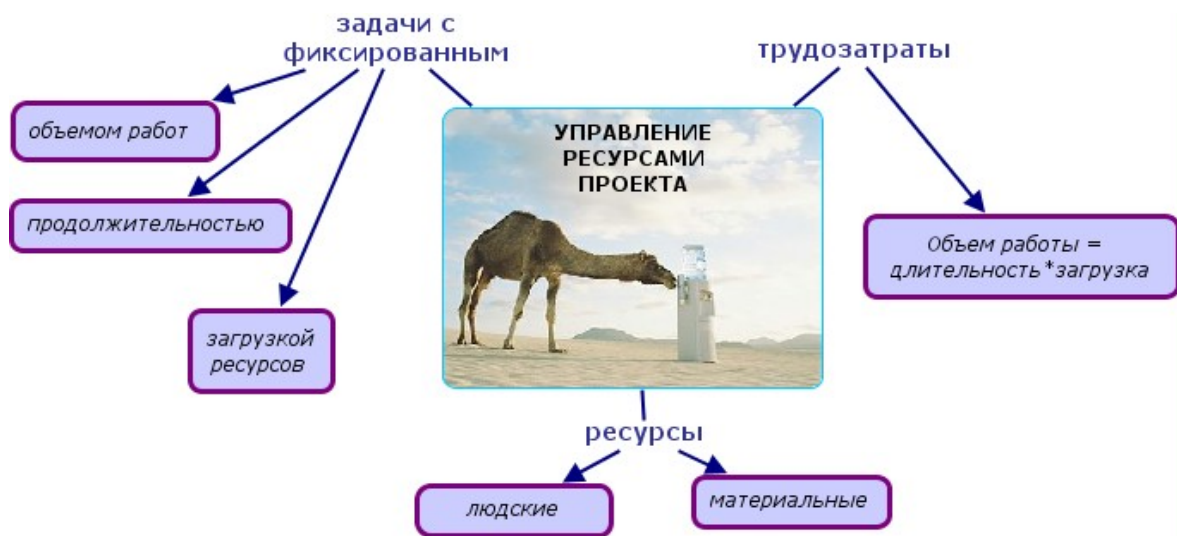 задачи с
фиксированным
трудозатраты
объемом работ
УПРАВЛЕНИЕ
РЕСУРСАМИ
ПРОЕКТА
продолжительностью
Объем работы =
длительность*загрузка
загрузкой
ресурсов
ресурсы
людские
материальные